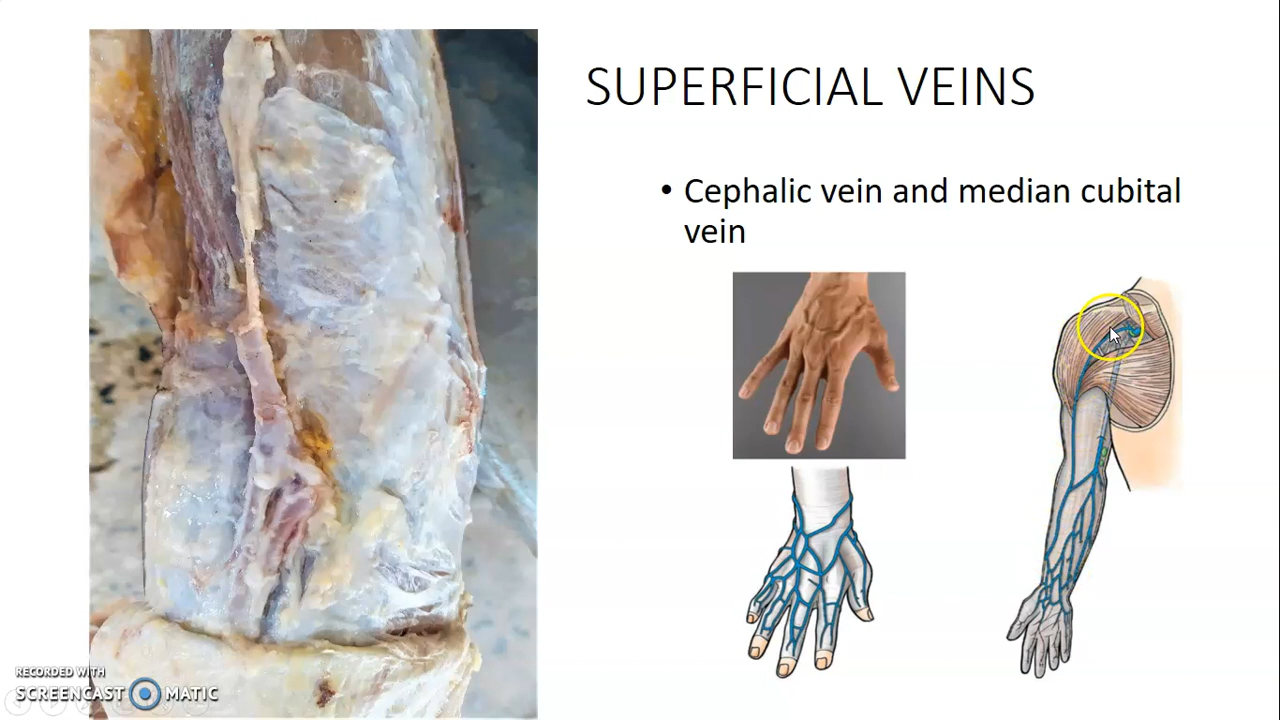 SUPERFICIAL VEINS
• Cephalic vein and median cubital
vein
RECORDED WITH
SCREENCAST MATIC